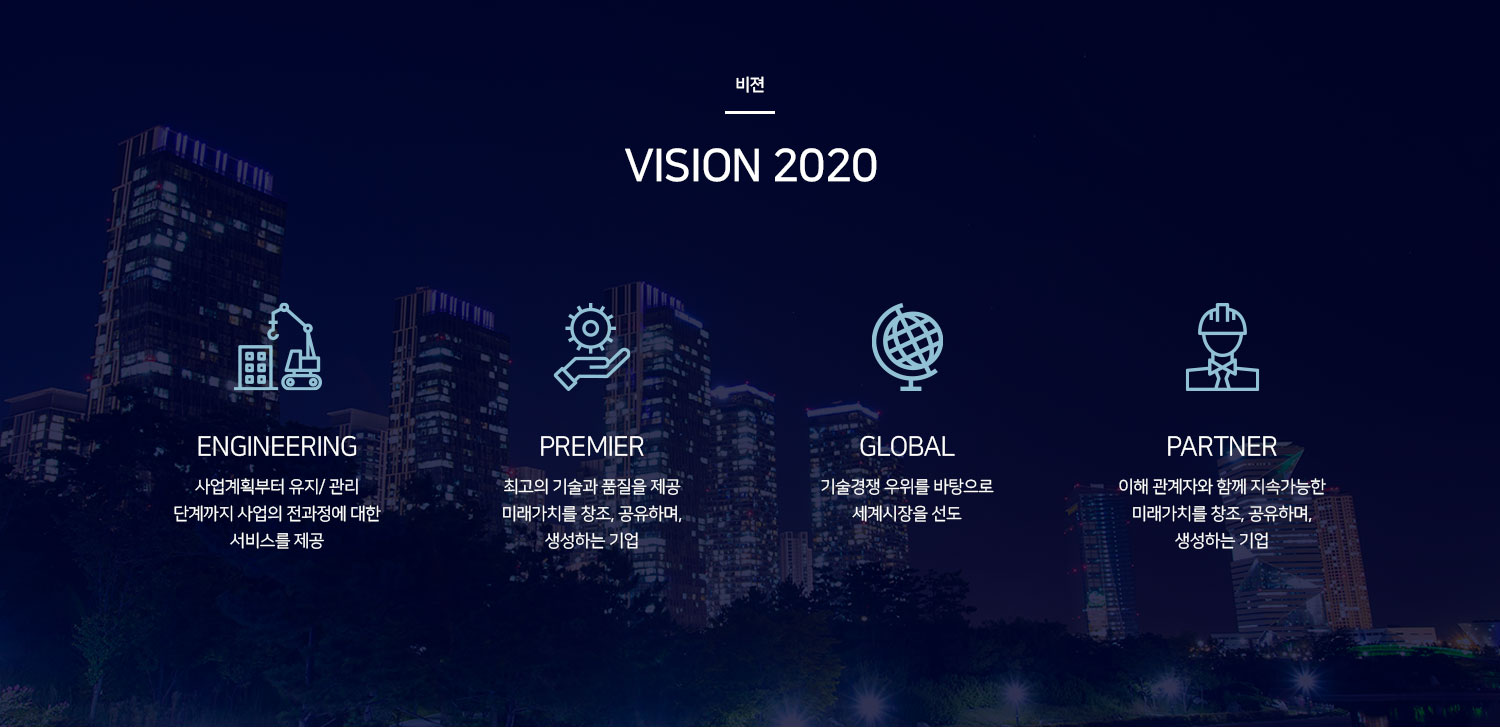 비젼
VISION 2020
ENGINEERING
사업계획부터 유지/ 관리
단계까지 사업의 전과정에 대한
서비스를 제공
PREMIER
최고의 기술과 품질을 제공
미래가치를 창조, 공유하며,
생성하는 기업
GLOBAL
기술경쟁 우위를 바탕으로
세계시장을 선도
PARTNER
이해 관계자와 함께 지속가능한
미래가치를 창조, 공유하며,
생성하는 기업